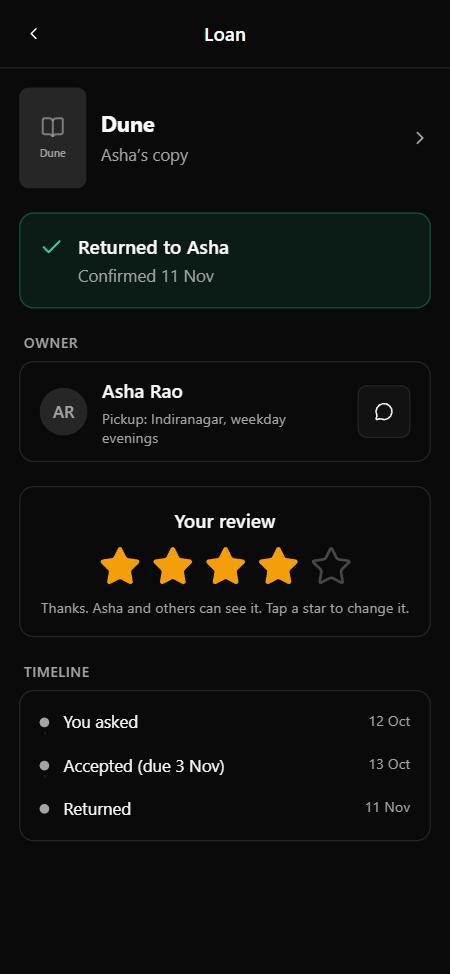 Loan
Dune
Dune
Asha's copy
Returned to Asha
Confirmed 11 Nov
OWNER
AR
Asha Rao
Pickup: Indiranagar, weekday
evenings
Your review
Thanks. Asha and others can see it. Tap a star to change it.
TIMELINE
You asked
12 Oct
Accepted (due 3 Nov)
13 Oct
Returned
11 Nov